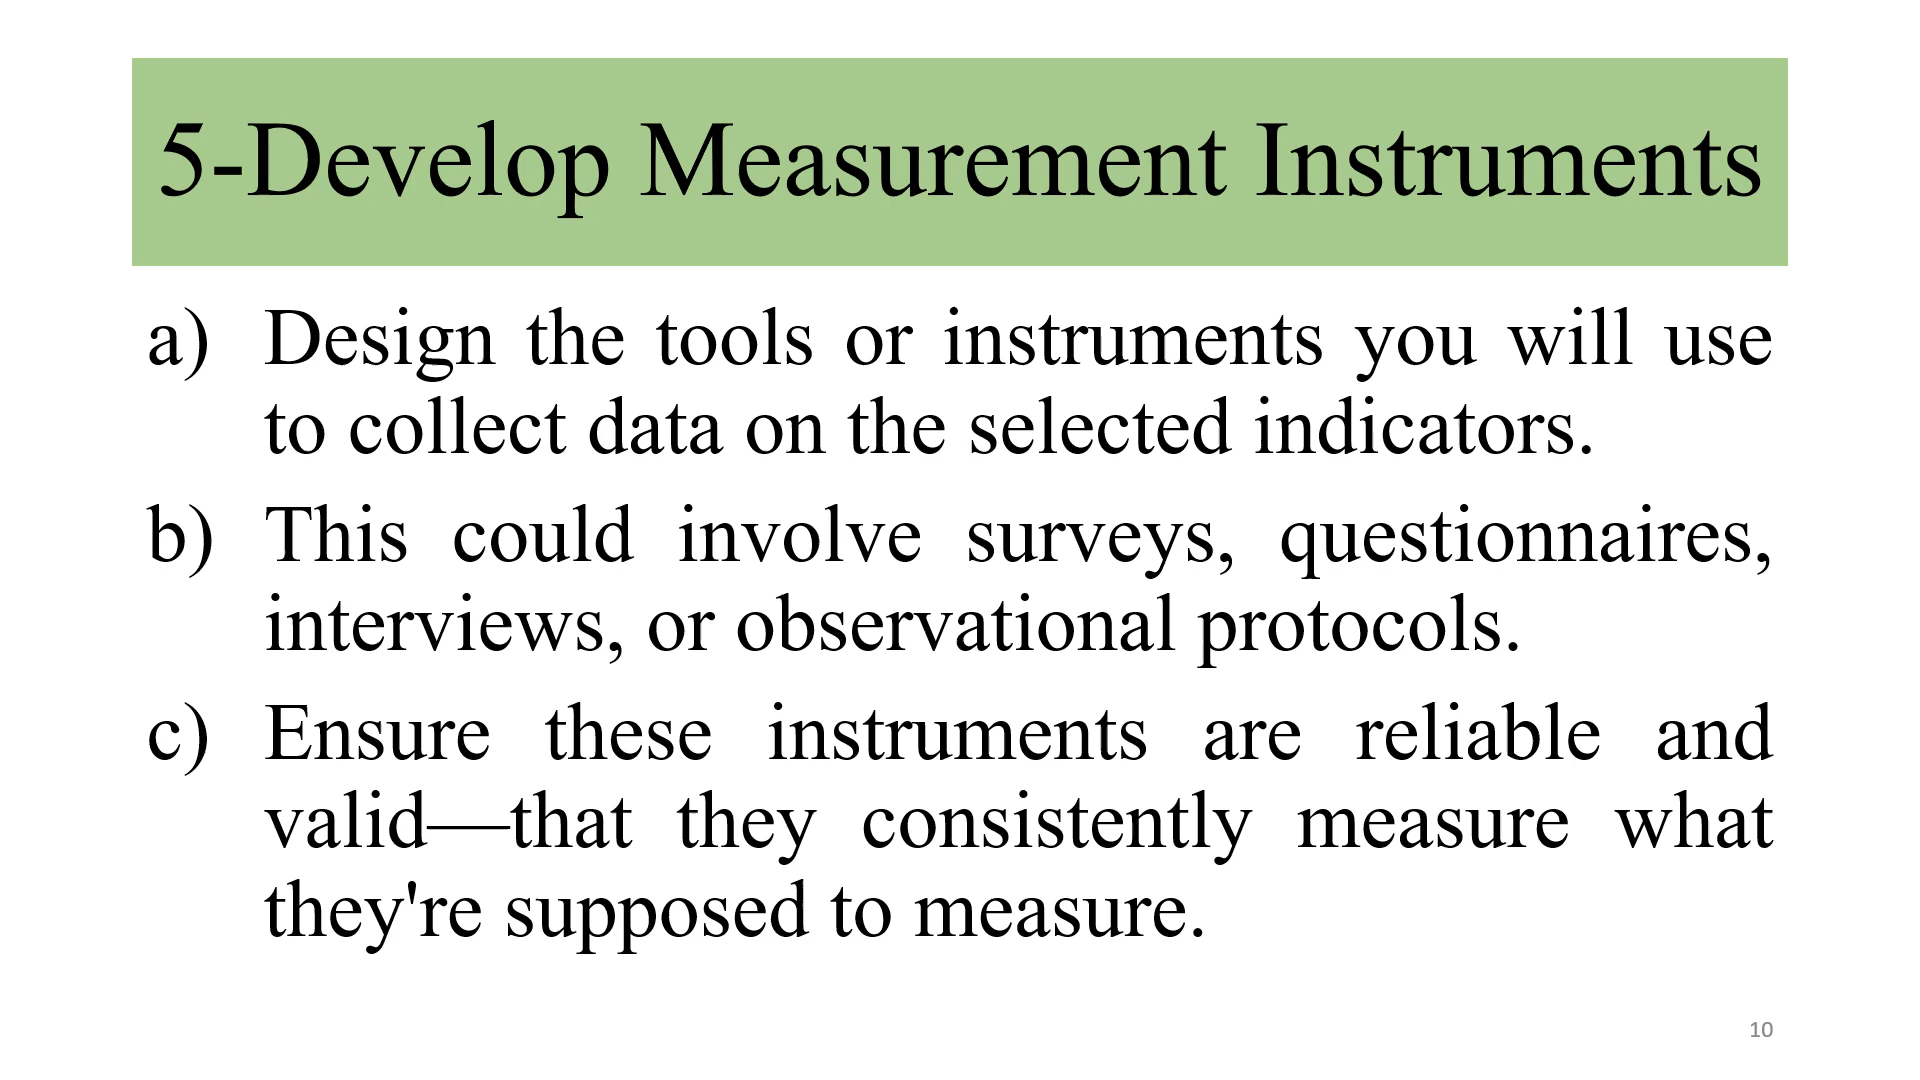 5-Develop Measurement Instruments
a) Design the tools or instruments you will use
to collect data on the selected indicators.
b) This could involve surveys, questionnaires,
interviews, or observational protocols.
c) Ensure these instruments are reliable and
valid—that they consistently measure what
they're supposed to measure.
10